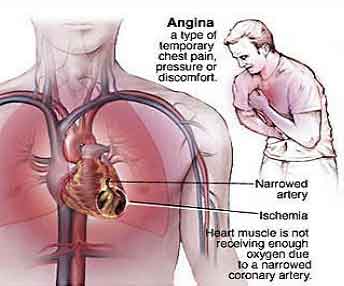 Angina
a type of
temporary
chest pain,
pressure or
discomfort.
Narrowed
artery
Ischemia
Heart muscle is not
receiving enough
oxygen due
to a narrowed
coronary artery.